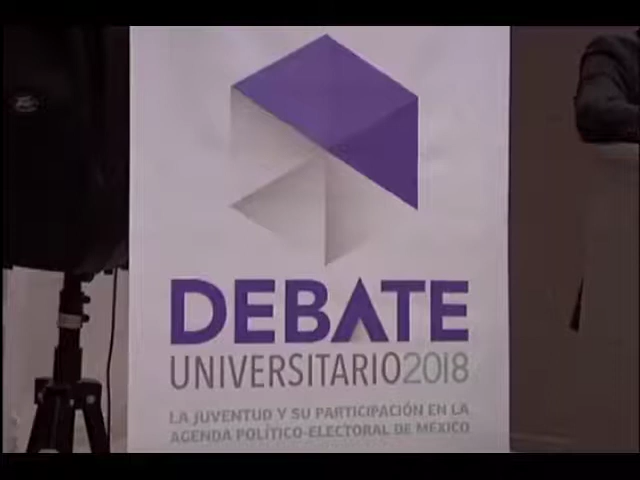 DEBATE
UNIVERSITARIO2018
LA JUVENTUD Y SU PARTICIPACIÓN EN LA
AGENDA POLÍTICO-ELECTORAL DE MÉXICO